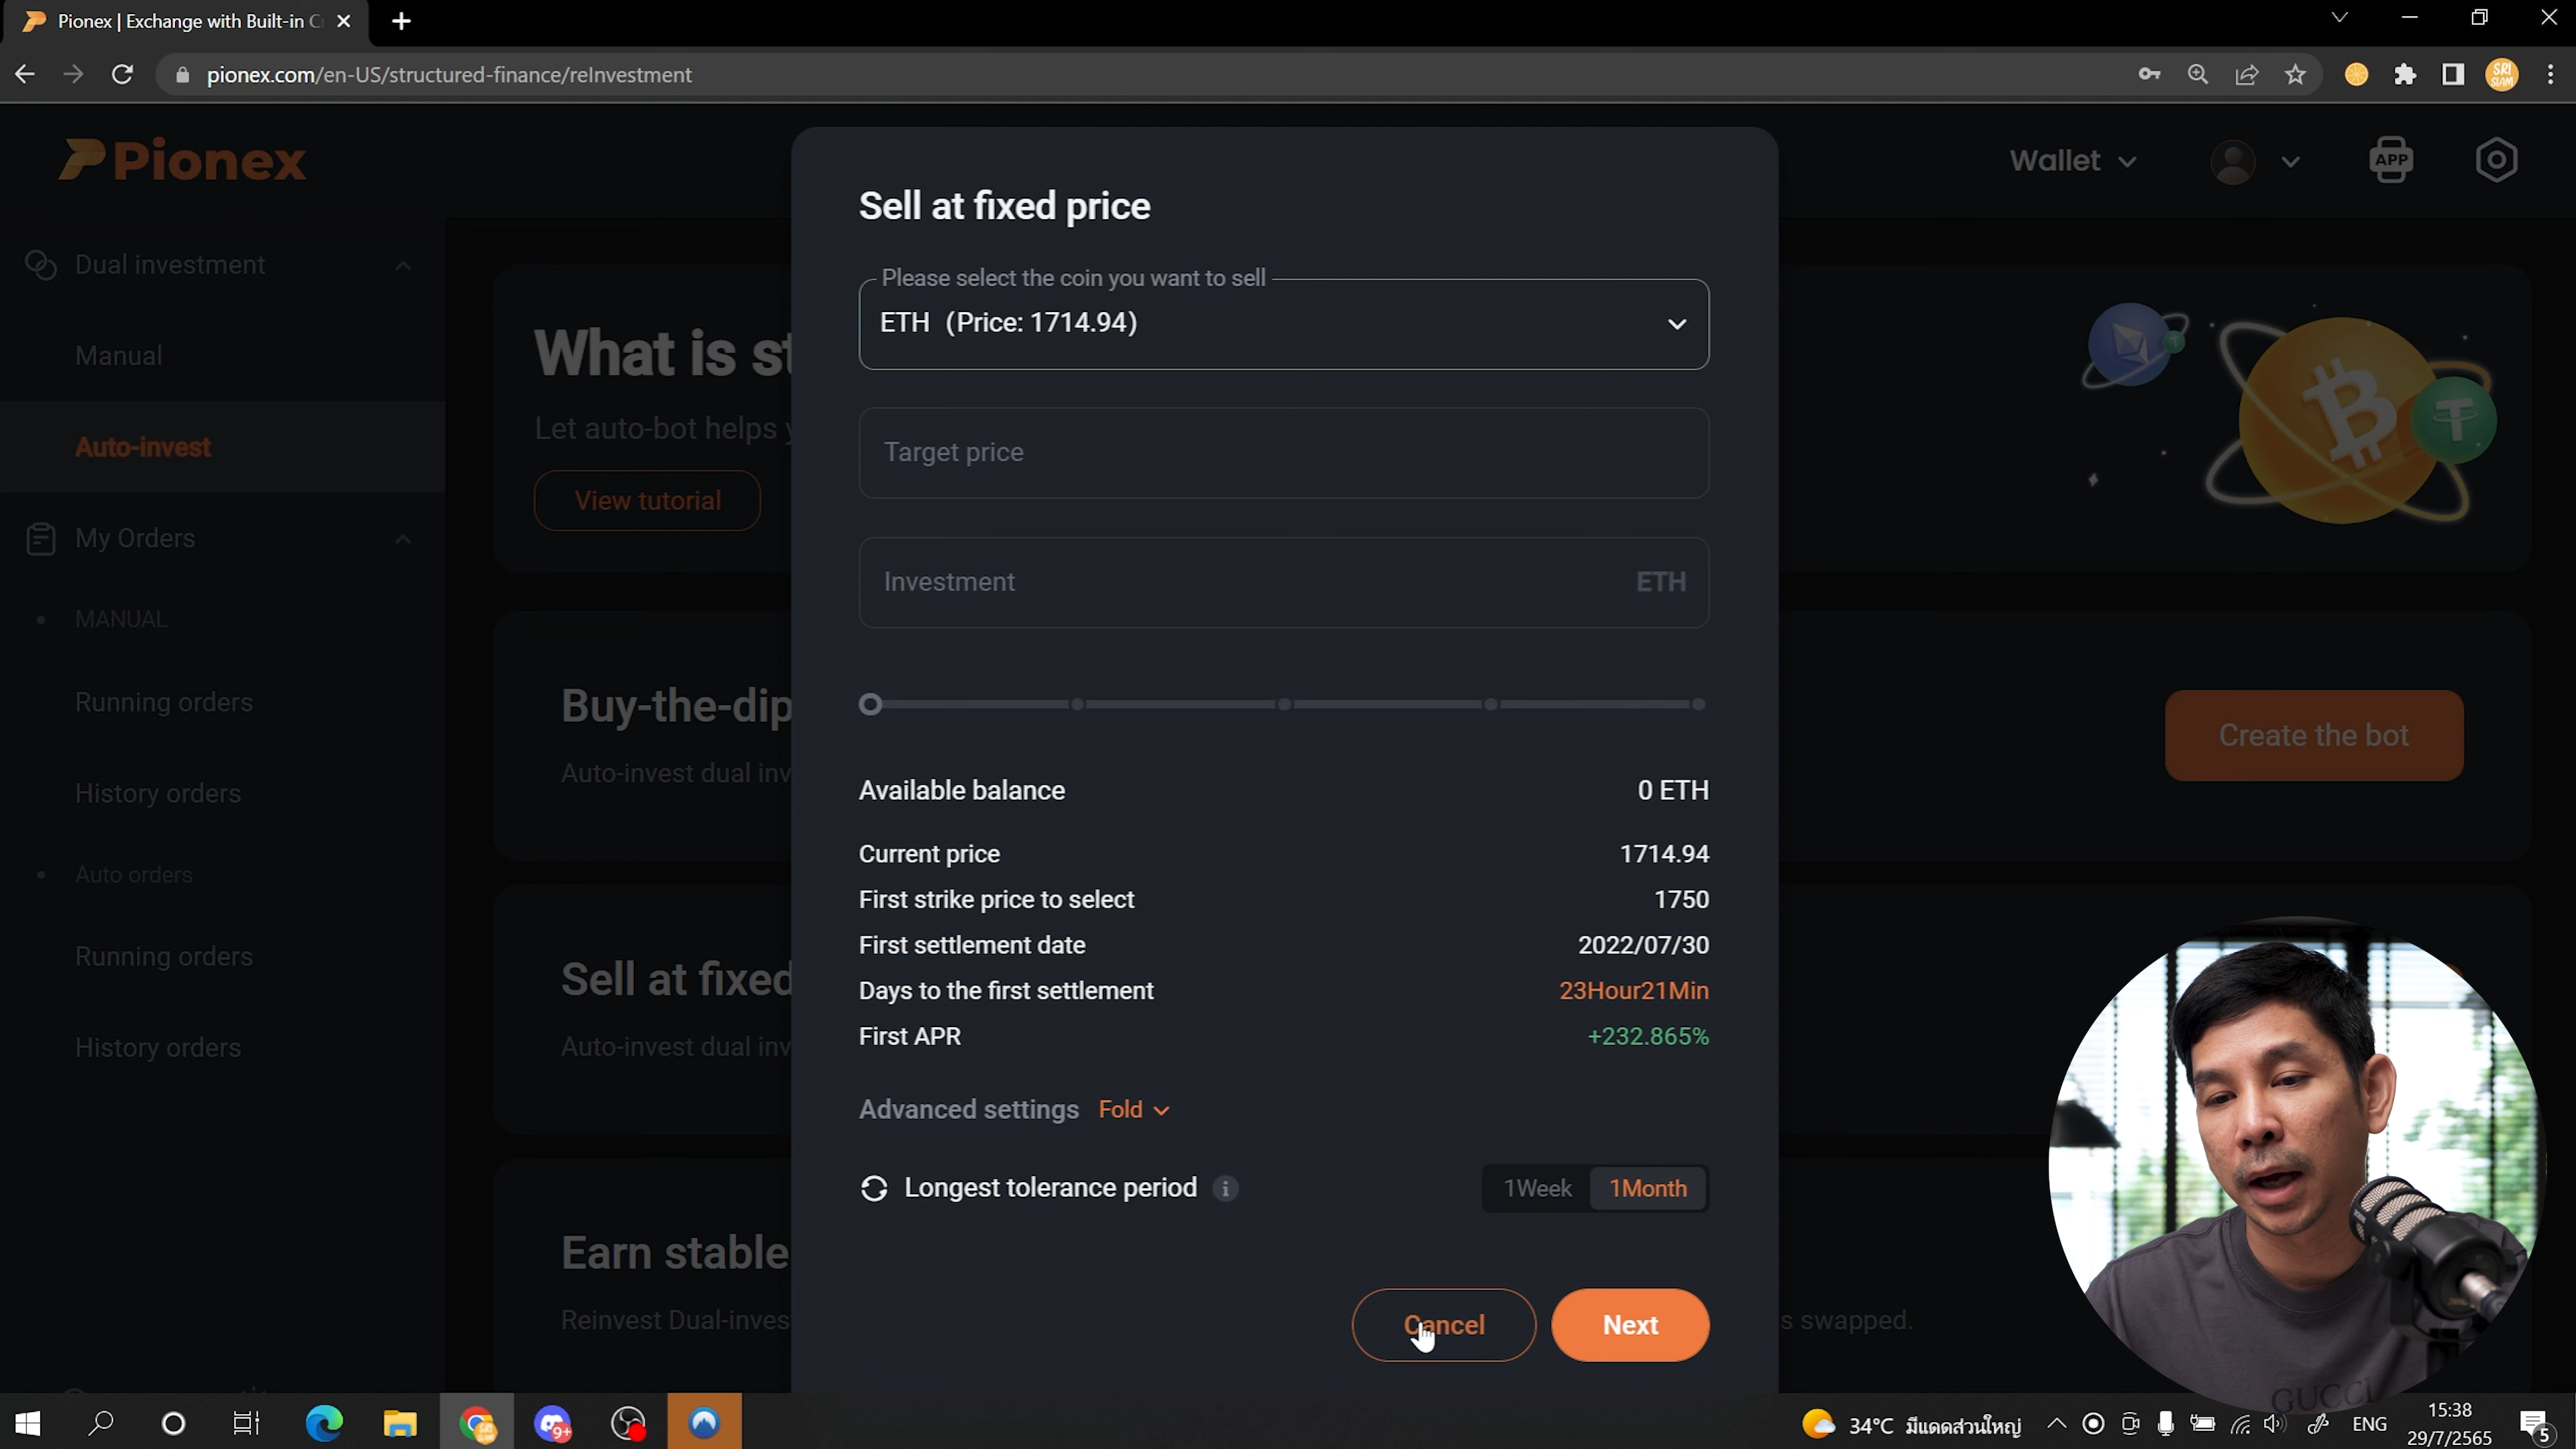 Pionex | Exchange with Built-in Cr
pionex.com/en-US/structured-finance/reInvestment
SRI
SIAM
Pionex
Wallet
APP
Dual investment
Manual
Auto-invest
My Orders
MANUAL
Running orders
History orders
Auto orders
Running orders
History orders
What is st
Let auto-bot helps y
View tutorial
Buy-the-dip
Auto-invest dual inv
Create the bot
Sell at fixed
Auto-invest dual inv
Earn stable
Reinvest Dual-inves
s swapped.
Sell at fixed price
Please select the coin you want to sell
ETH (Price: 1714.94)
Target price
Investment ETH
Available balance 0 ETH
Current price 1714.94
First strike price to select 1750
First settlement date 2022/07/30
Days to the first settlement 23Hour21Min
First APR +232.865%
Advanced settings Fold
Longest tolerance period 1Week 1Month
Cancel Next
GUCCI
9+
34°C มีแดดส่วนใหญ่
ENG
15:38
29/7/2565
5